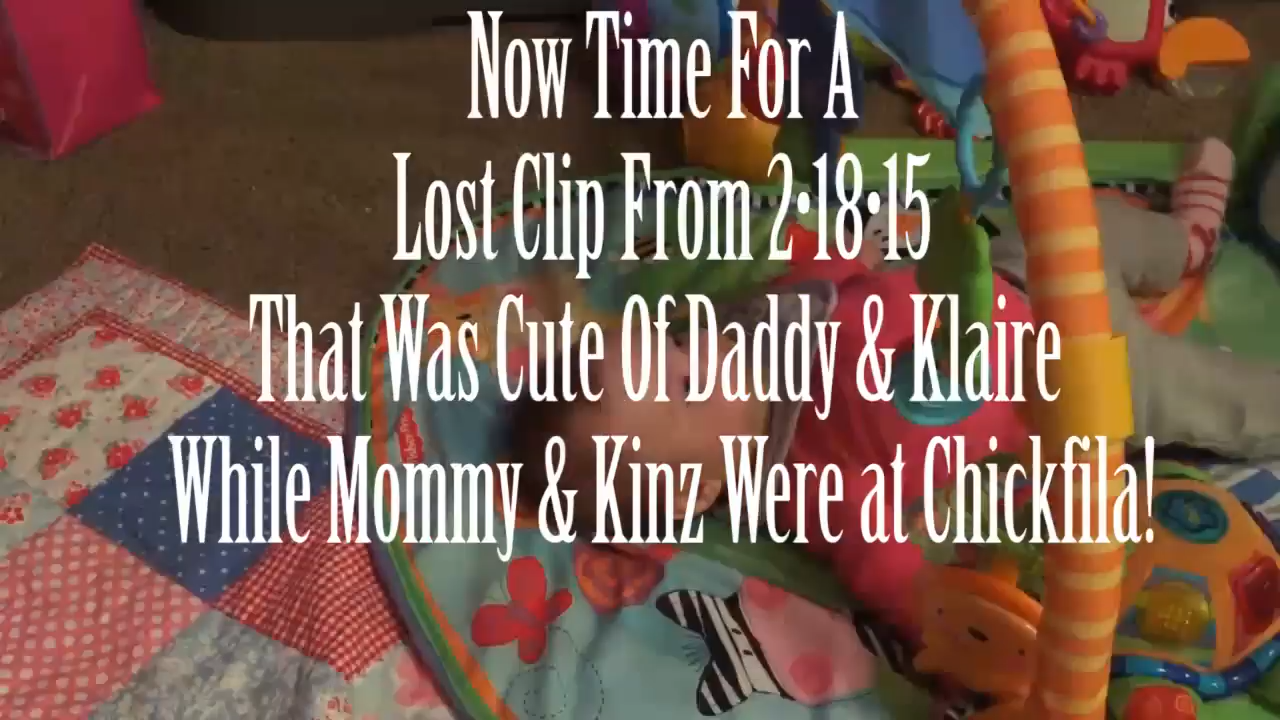 Now Time For A
Lost Clip From 2•18•15
That Was Cute Of Daddy & Klaire
While Mommy & Kinz Were at Chickfila!